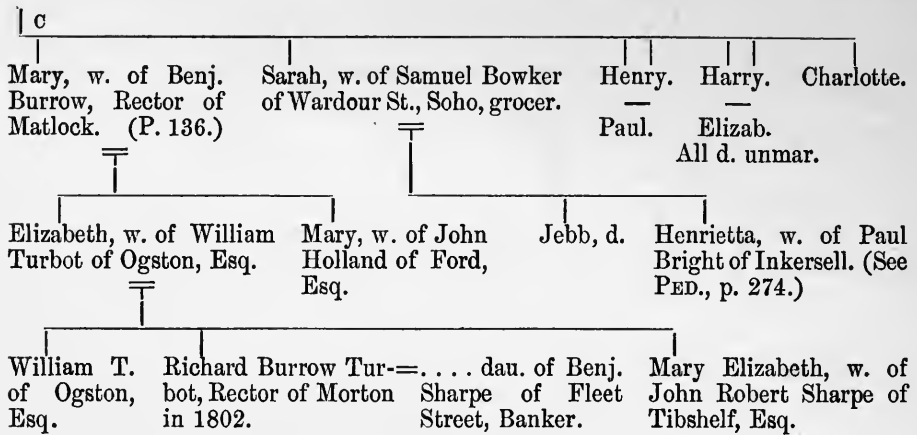 c
Mary, w. of Benj.
Burrow, Rector of
Matlock. (P. 136.)
Sarah, w. of Samuel Bowker
of Wardour St., Soho, grocer.
Henry.
—
Paul.
Harry.
—
Elizab.
All d. unmar.
Charlotte.
Elizabeth, w. of William
Turbot of Ogston, Esq.
Mary, w. of John
Holland of Ford,
Esq.
Jebb, d.
Henrietta, w. of Paul
Bright of Inkersell. (See
PED., p. 274.)
William T.
of Ogston,
Esq.
Richard Burrow Tur-
bot, Rector of Morton
in 1802.
=. . . . dau. of Benj.
Sharpe of Fleet
Street, Banker.
Mary Elizabeth, w. of
John Robert Sharpe of
Tibshelf, Esq.